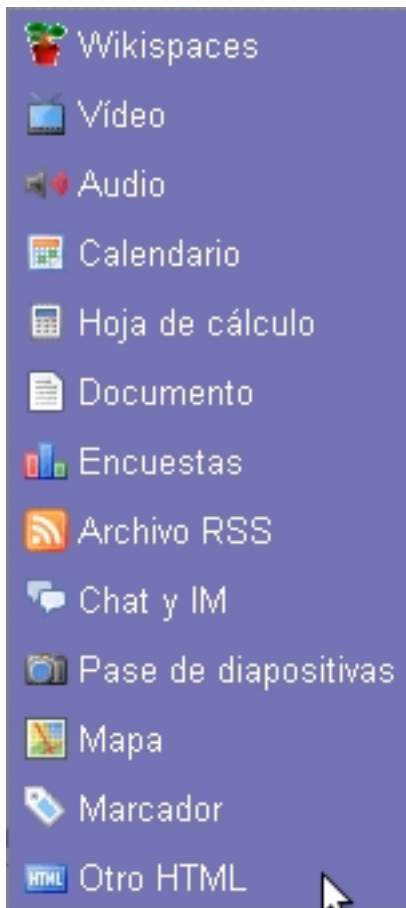 Wikispaces
Vídeo
Audio
Calendario
Hoja de cálculo
Documento
Encuestas
Archivo RSS
Chat y IM
Pase de diapositivas
Mapa
Marcador
HTML Otro HTML